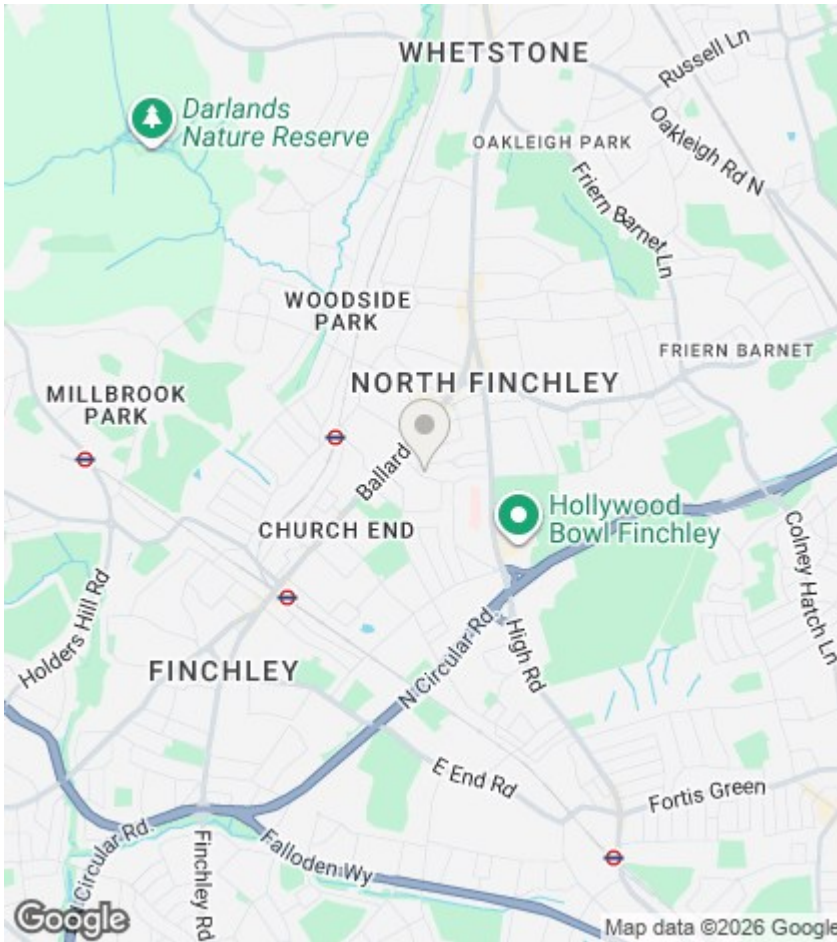 WHETSTONE
Russell Ln
Darlands
Nature Reserve
OAKLEIGH PARK
Oakleigh Rd N
Friern Barnet Ln
WOODSIDE
PARK
FRIERN BARNET
NORTH FINCHLEY
MILLBROOK
PARK
Ballard
Hollywood
Bowl Finchley
CHURCH END
Colney Hatch Ln
Holders Hill Rd
N Circular Rd
High Rd
FINCHLEY
E End Rd
Fortis Green
Circular Rd
Finchley Rd
Falloden Wy
Google
Map data ©2026 Google